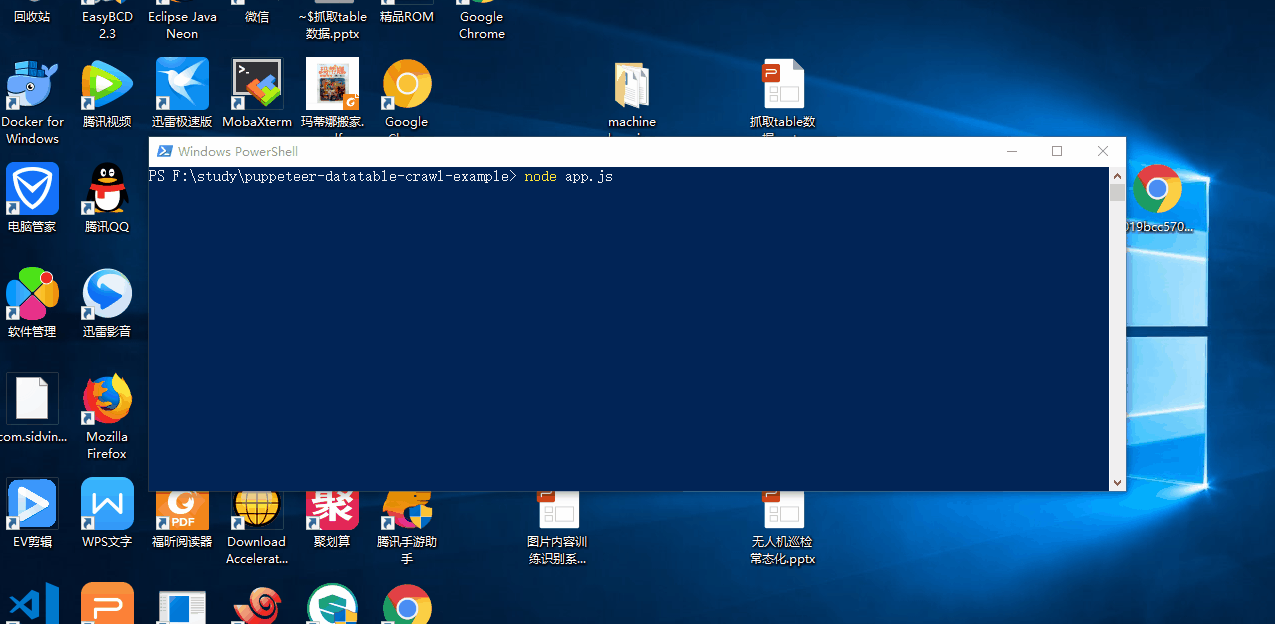 回收站
EasyBCD
2.3
Eclipse Java
Neon
微信
~$抓取table
数据.pptx
精品ROM
Google
Chrome
Docker for
Windows
腾讯视频
迅雷极速版
MobaXterm
玛蒂娜搬家.
Google
machine
抓取table数
Windows PowerShell
PS F:\study\puppeteer-datatable-crawl-example> node app.js
电脑管家
腾讯QQ
019bcc570...
软件管理
迅雷影音
com.sidvin...
Mozilla
Firefox
聚
PDF
EV剪辑
WPS文字
福昕阅读器
Download
Accelerat...
聚划算
腾讯手游助
手
图片内容训
练识别系...
无人机巡检
常态化.pptx